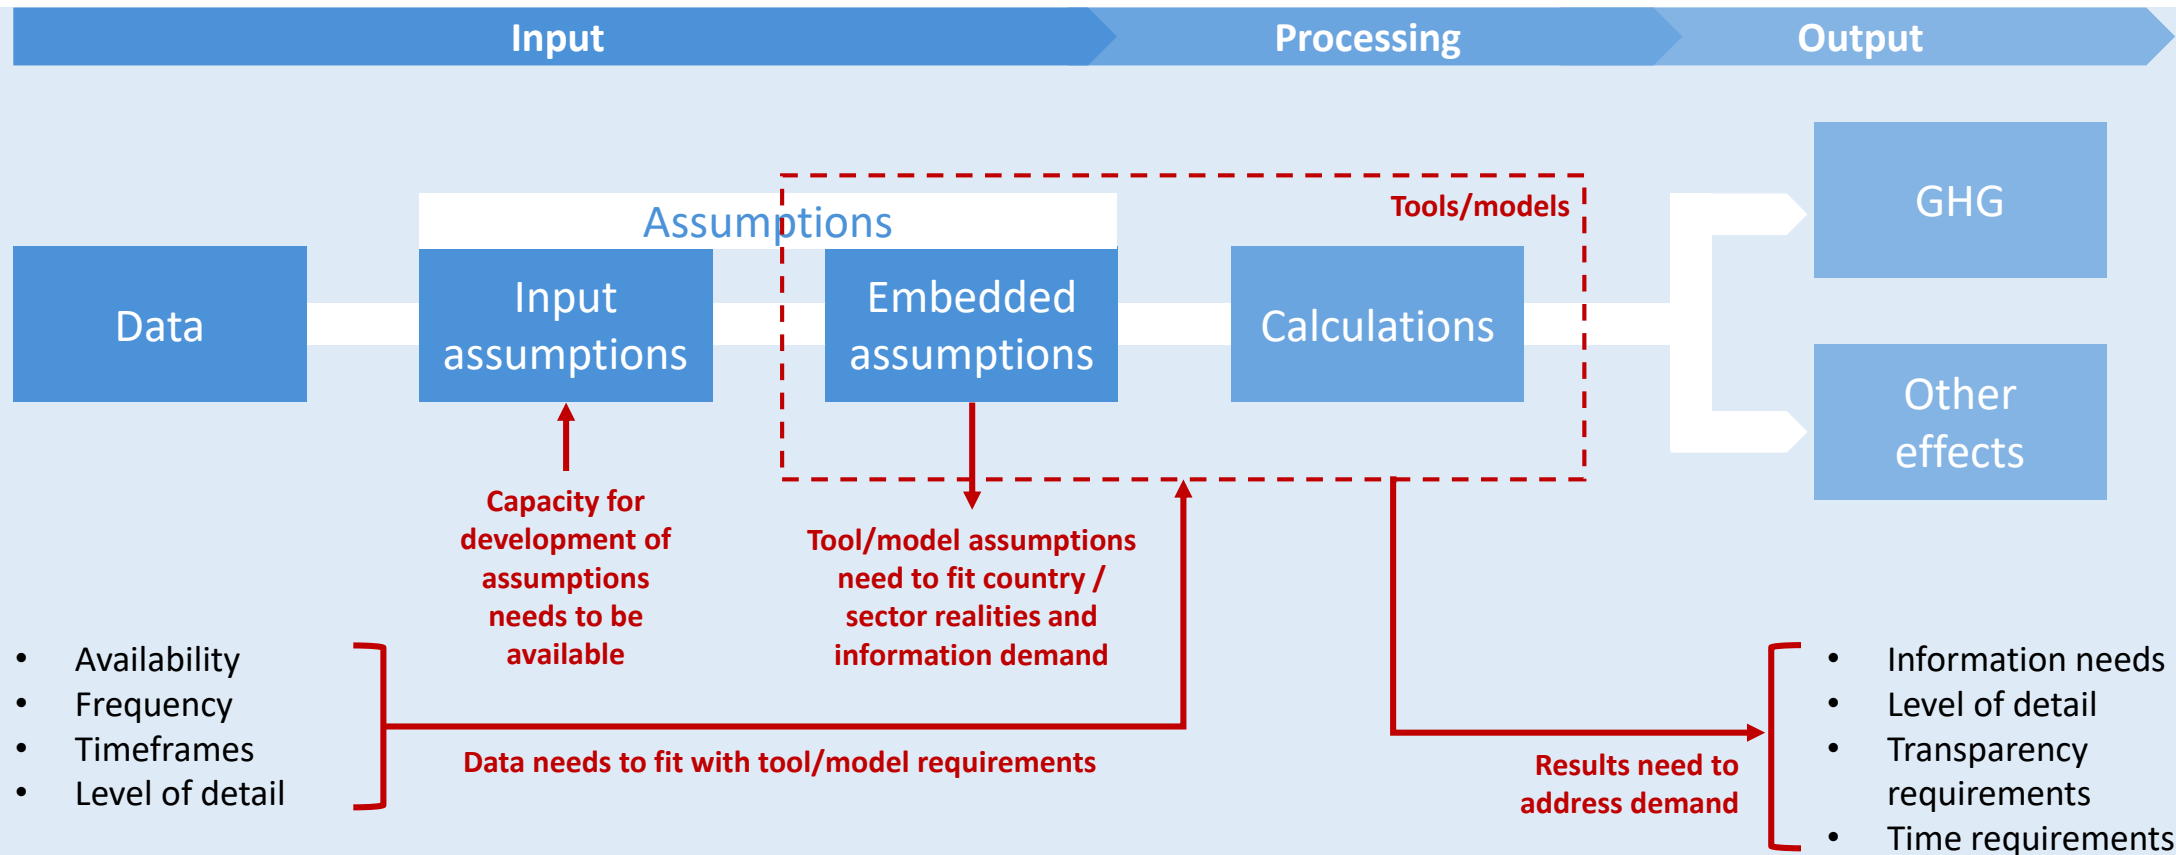 Input
Processing
Output
Tools/models
Assumptions
Data
Input
assumptions
Embedded
assumptions
Calculations
GHG
Other
effects
Capacity for
development of
assumptions
needs to be
available
Tool/model assumptions
need to fit country /
sector realities and
information demand
• Availability
• Frequency
• Timeframes
• Level of detail
Data needs to fit with tool/model requirements
Results need to
address demand
• Information needs
• Level of detail
• Transparency
requirements
• Time requirements